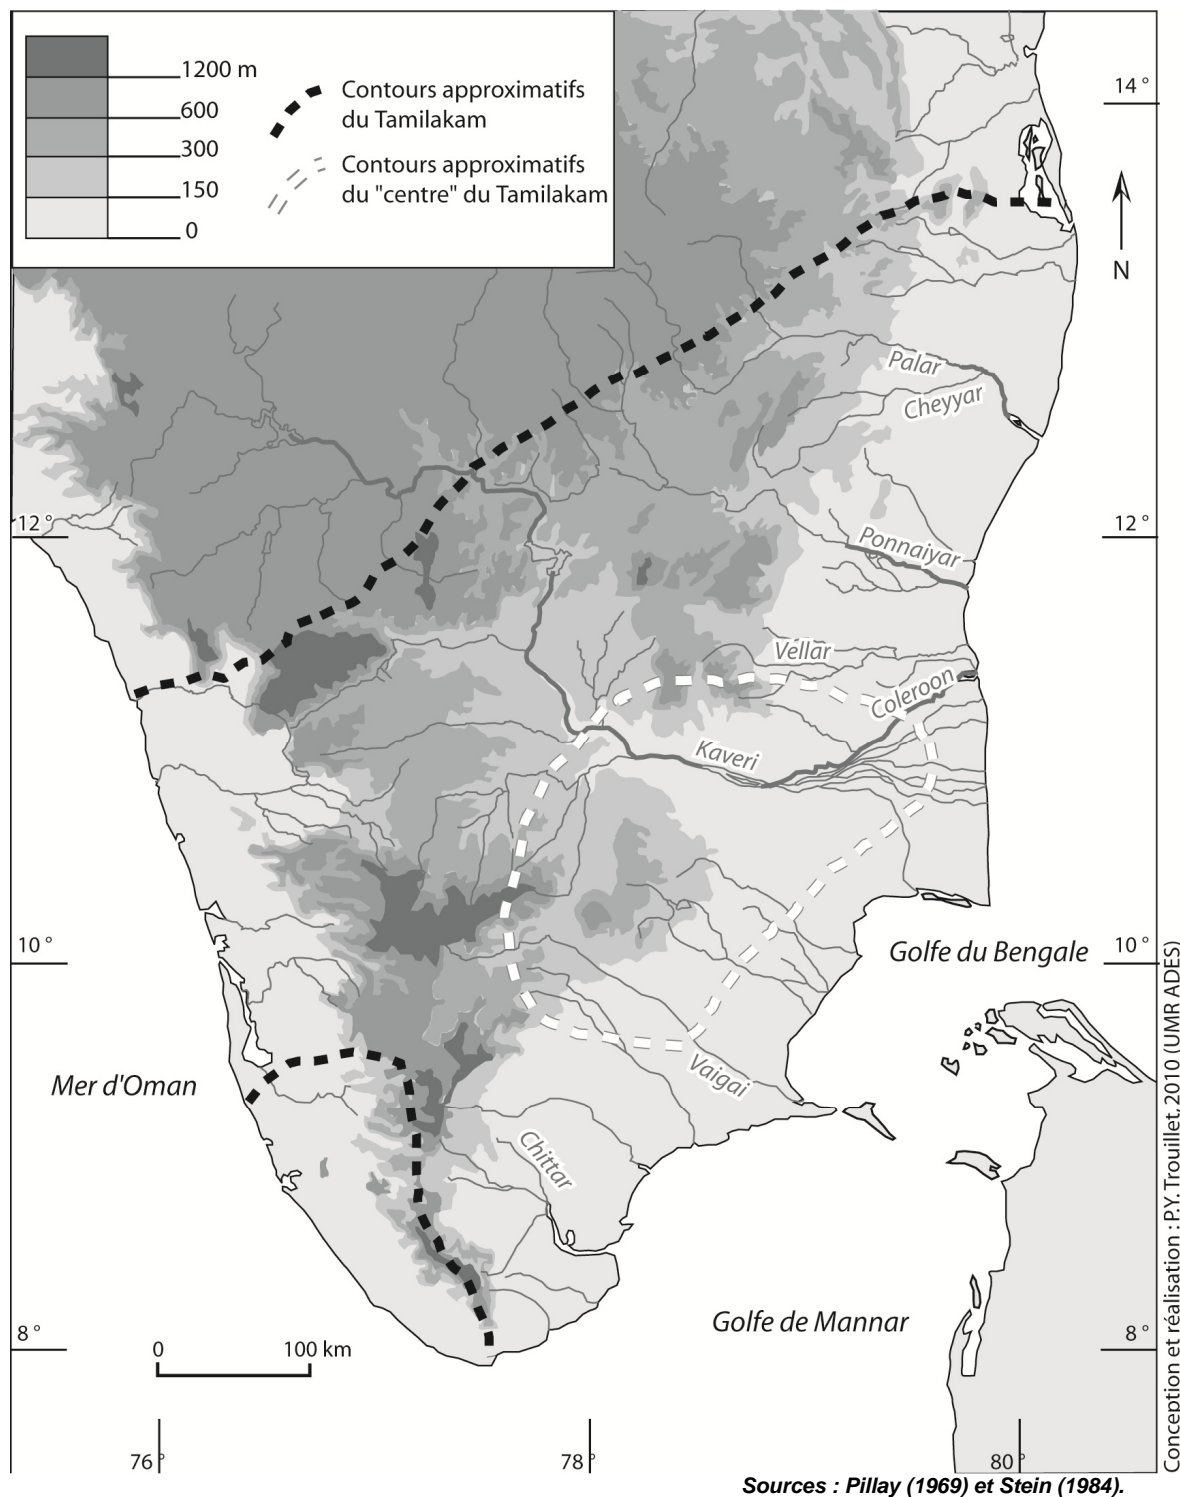 1200 m
600
300
150
0
Contours approximatifs
du Tamilakam
Contours approximatifs
du "centre" du Tamilakam
14°
N
Palar
Cheyyar
12°
12°
Ponnaiyar
Vellar
Coleroon
Kaveri
10°
10°
Golfe du Bengale
Mer d'Oman
Vaigai
Chittar
Golfe de Mannar
8°
8°
0 100 km
76°
78°
80°
Conception et réalisation : P.Y. Trouillet, 2010 (UMR ADES)
Sources : Pillay (1969) et Stein (1984).